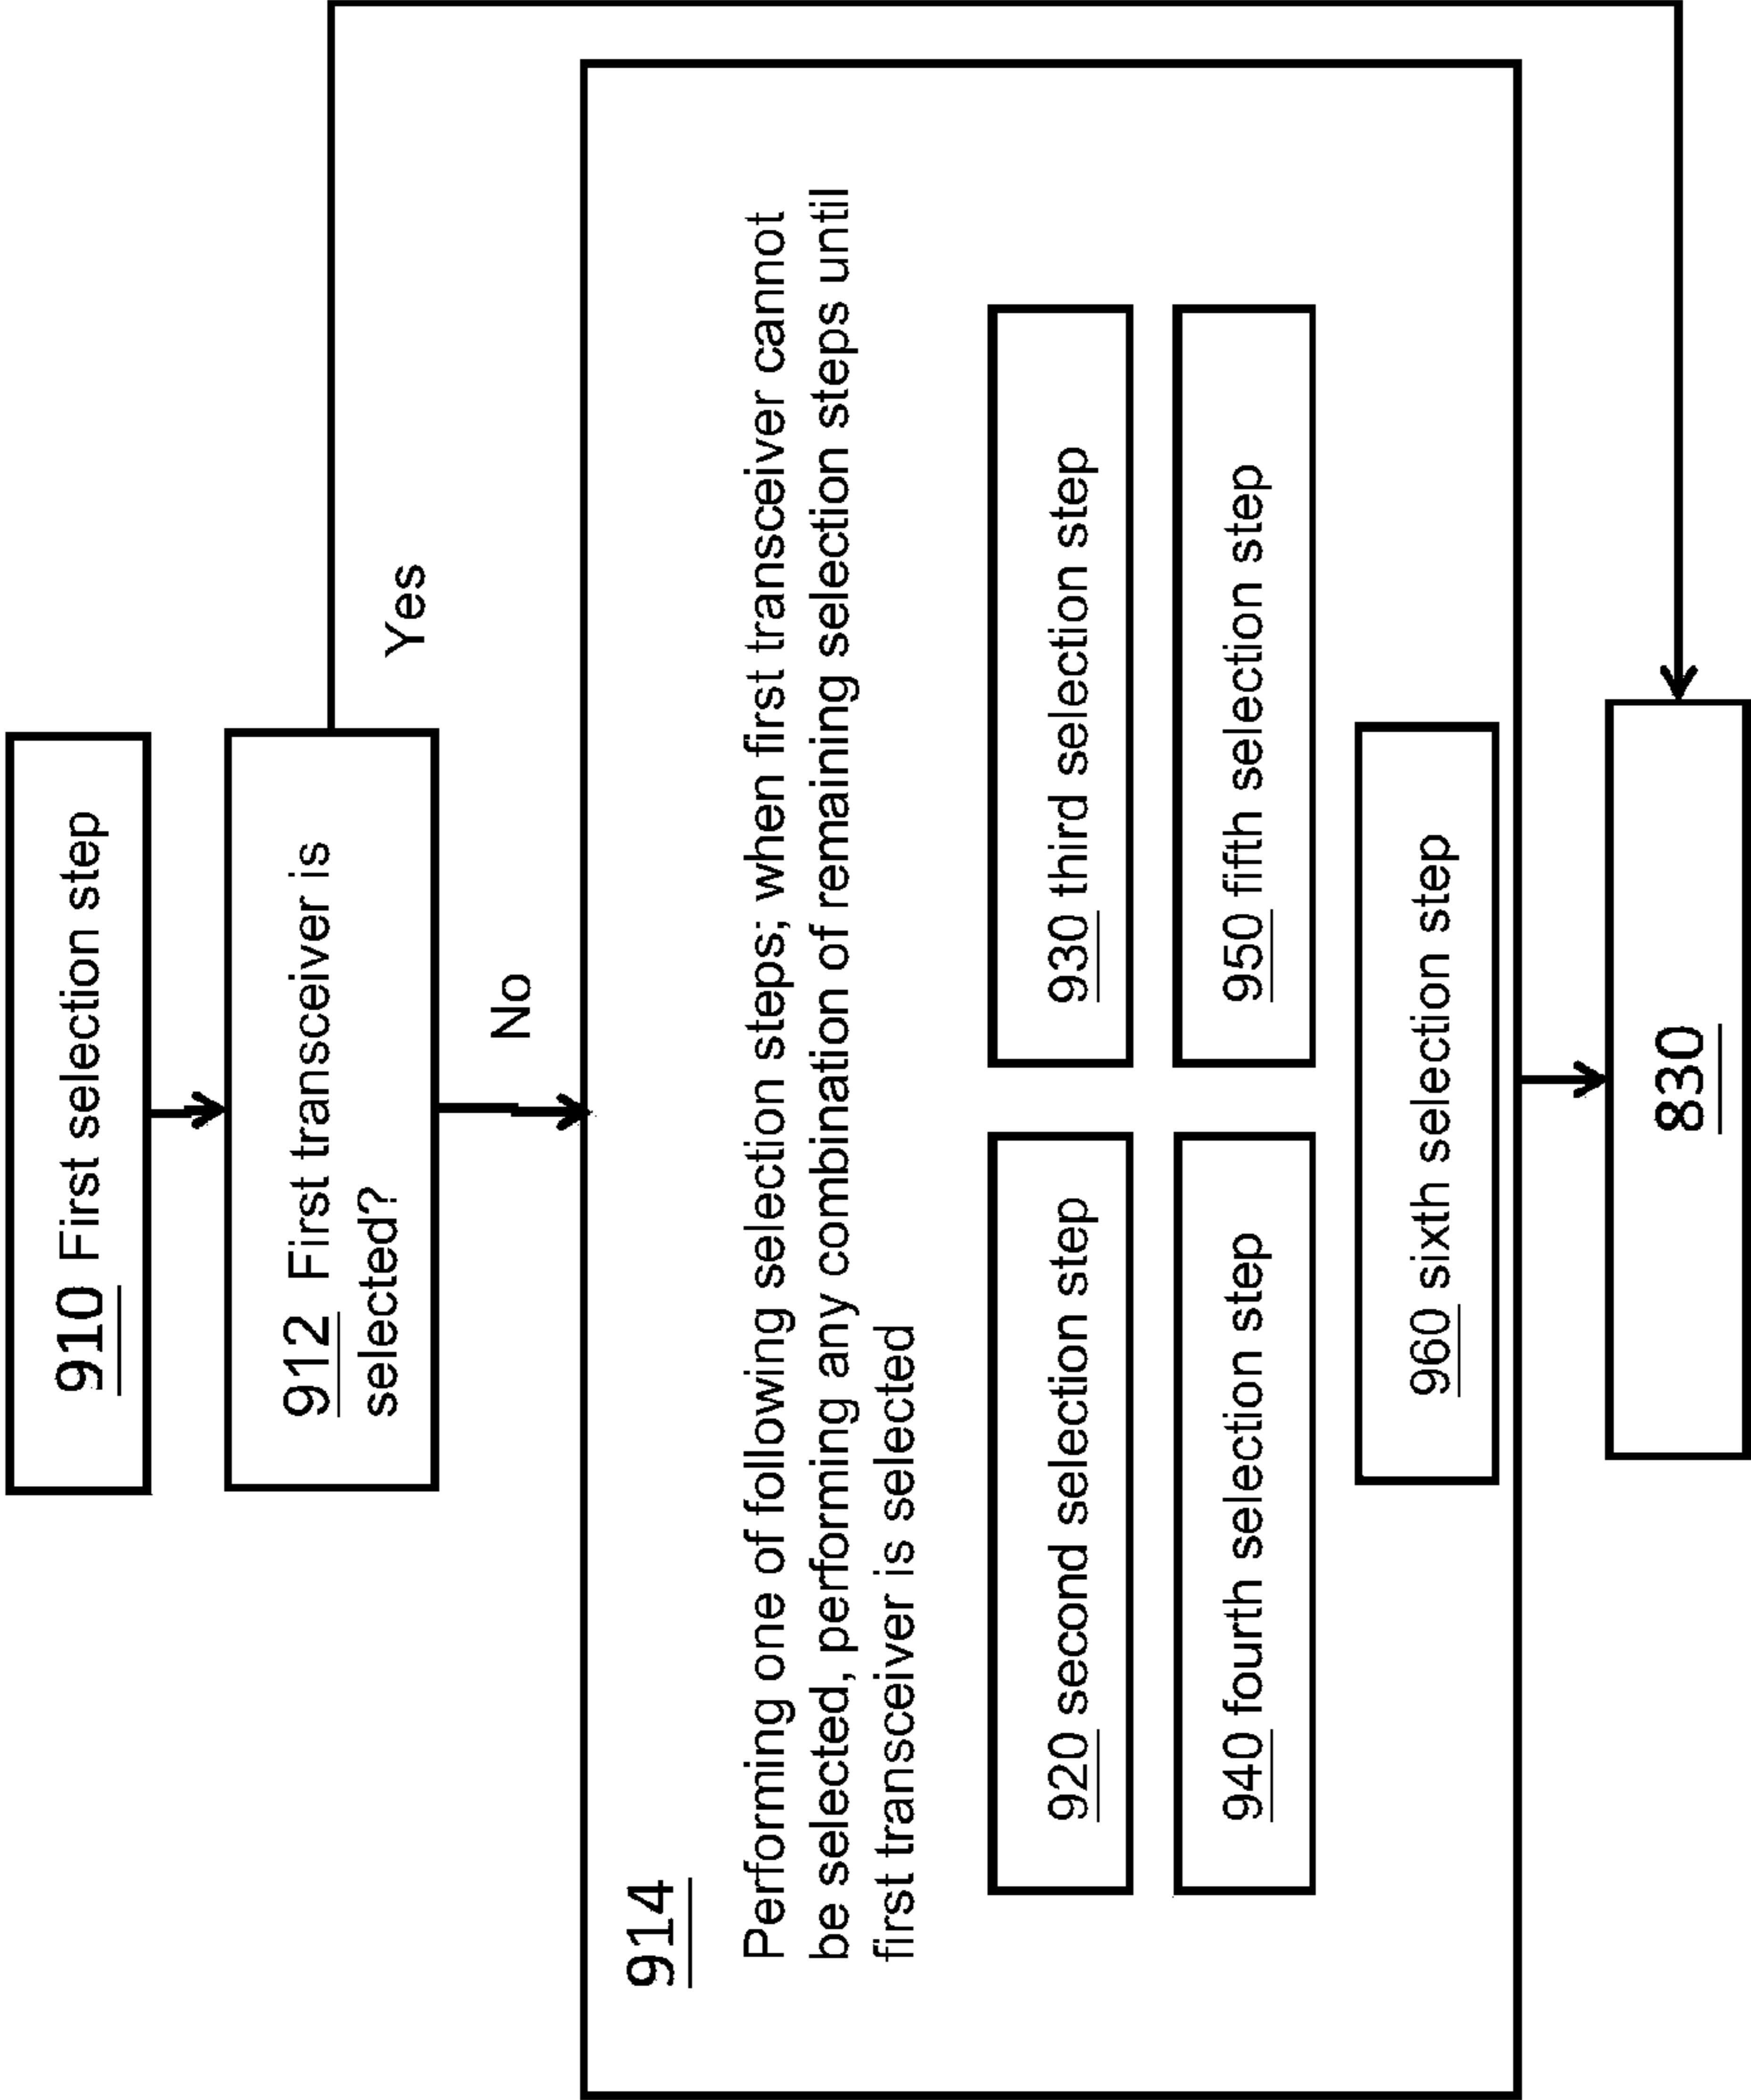 910 First selection step
912 First transceiver is
selected?
Yes
No
914
Performing one of following selection steps; when first transceiver cannot
be selected, performing any combination of remaining selection steps until
first transceiver is selected
920 second selection step
930 third selection step
940 fourth selection step
950 fifth selection step
960 sixth selection step
830